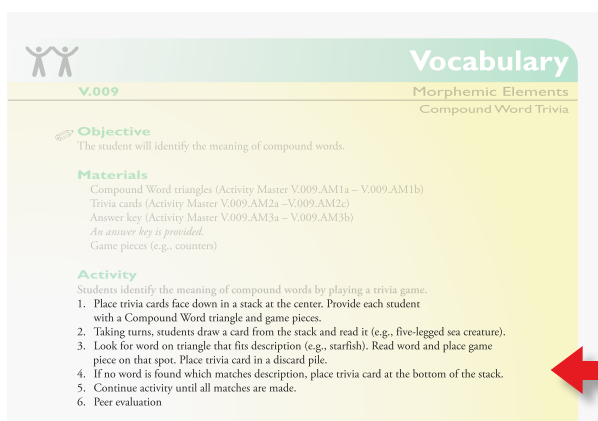 Vocabulary
V.009
Morphemic Elements
Compound Word Trivia
Objective
The student will identify the meaning of compound words.
Materials
Compound Word triangles (Activity Master V.009.AM1a – V.009.AM1b)
Trivia cards (Activity Master V.009.AM2a –V.009.AM2c)
Answer key (Activity Master V.009.AM3a – V.009.AM3b)
An answer key is provided.
Game pieces (e.g., counters)
Activity
Students identify the meaning of compound words by playing a trivia game.
1. Place trivia cards face down in a stack at the center. Provide each student
with a Compound Word triangle and game pieces.
2. Taking turns, students draw a card from the stack and read it (e.g., five-legged sea creature).
3. Look for word on triangle that fits description (e.g., starfish). Read word and place game
piece on that spot. Place trivia card in a discard pile.
4. If no word is found which matches description, place trivia card at the bottom of the stack.
5. Continue activity until all matches are made.
6. Peer evaluation